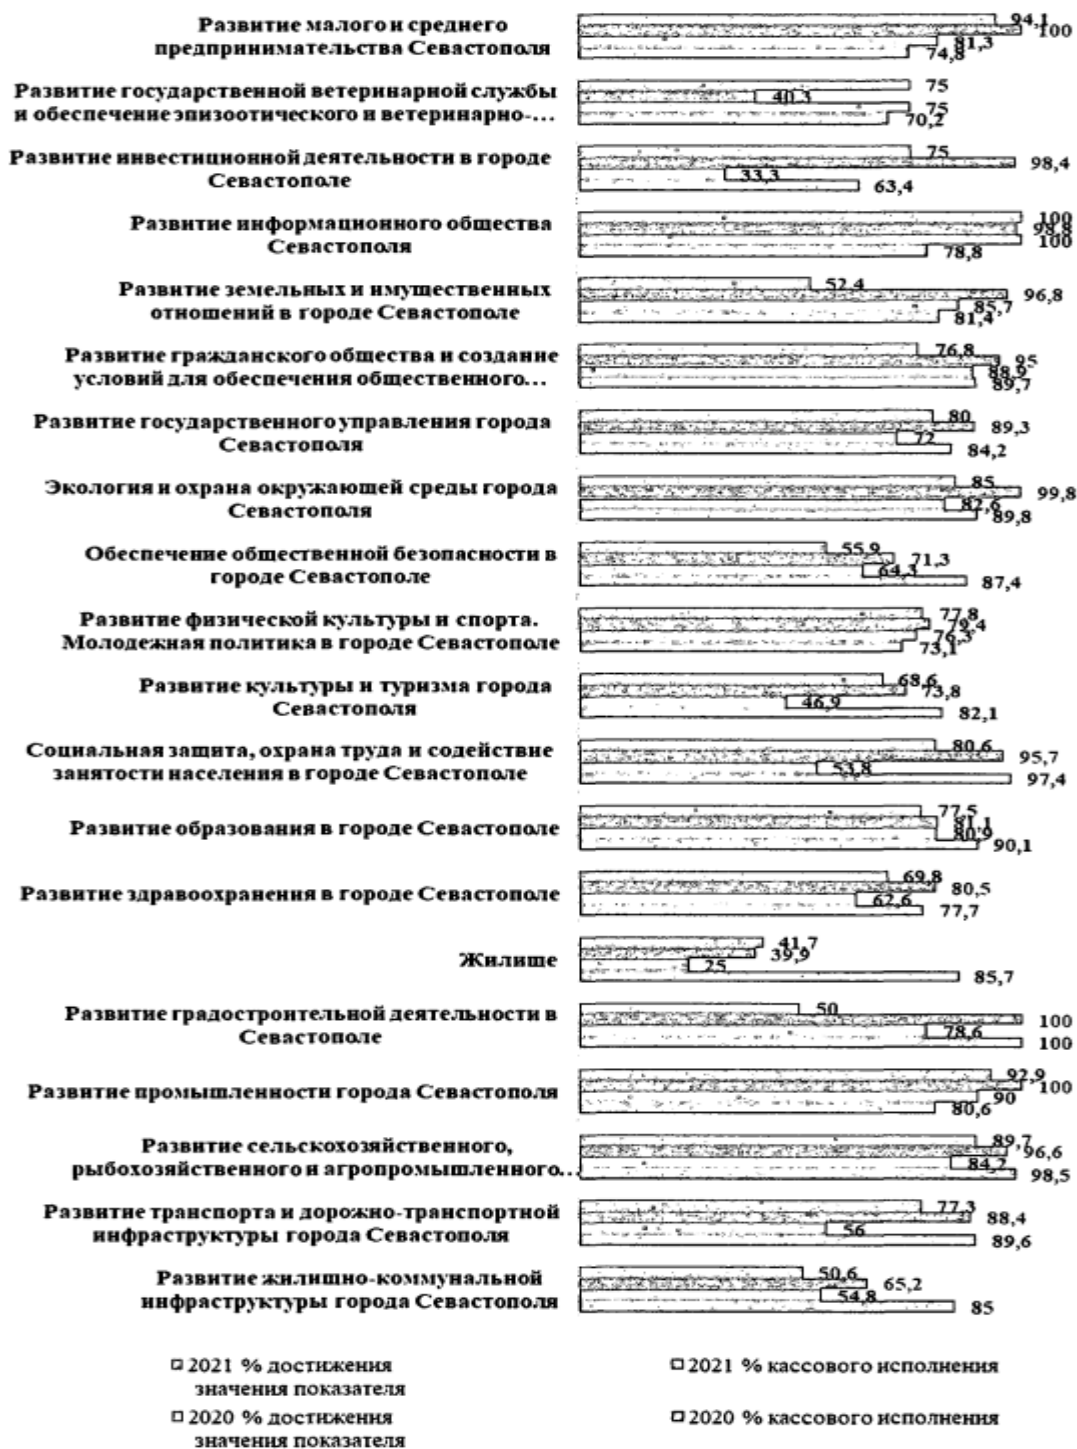 Развитие малого и среднего
предпринимательства Севастополя
94,1
100
81,3
74,8
Развитие государственной ветеринарной службы
и обеспечение эпизоотического и ветеринарно-...
75
40,3
75
70,2
Развитие инвестиционной деятельности в городе
Севастополе
75
98,4
33,3
63,4
Развитие информационного общества
Севастополя
100
98,8
100
78,8
Развитие земельных и имущественных
отношений в городе Севастополе
52,4
96,8
85,7
81,4
Развитие гражданского общества и создание
условий для обеспечения общественного...
76,8
95
88,9
89,7
Развитие государственного управления города
Севастополя
80
89,3
72
84,2
Экология и охрана окружающей среды города
Севастополя
85
99,8
82,6
89,8
Обеспечение общественной безопасности в
городе Севастополе
55,9
71,3
64,3
87,4
Развитие физической культуры и спорта.
Молодежная политика в городе Севастополе
77,8
79,4
76,3
73,1
Развитие культуры и туризма города
Севастополя
68,6
73,8
46,9
82,1
Социальная защита, охрана труда и содействие
занятости населения в городе Севастополе
80,6
95,7
53,8
97,4
Развитие образования в городе Севастополе
77,5
81,1
80,9
90,1
Развитие здравоохранения в городе Севастополе
69,8
80,5
62,6
77,7
Жилище
41,7
39,9
25
85,7
Развитие градостроительной деятельности в
Севастополе
50
100
78,6
100
Развитие промышленности города Севастополя
92,9
100
90
80,6
Развитие сельскохозяйственного,
рыбохозяйственного и агропромышленного...
89,7
96,6
84,2
98,5
Развитие транспорта и дорожно-транспортной
инфраструктуры города Севастополя
77,3
88,4
56
89,6
Развитие жилищно-коммунальной
инфраструктуры города Севастополя
50,6
65,2
54,8
85
2021 % достижения
значения показателя
2021 % кассового исполнения
2020 % достижения
значения показателя
2020 % кассового исполнения